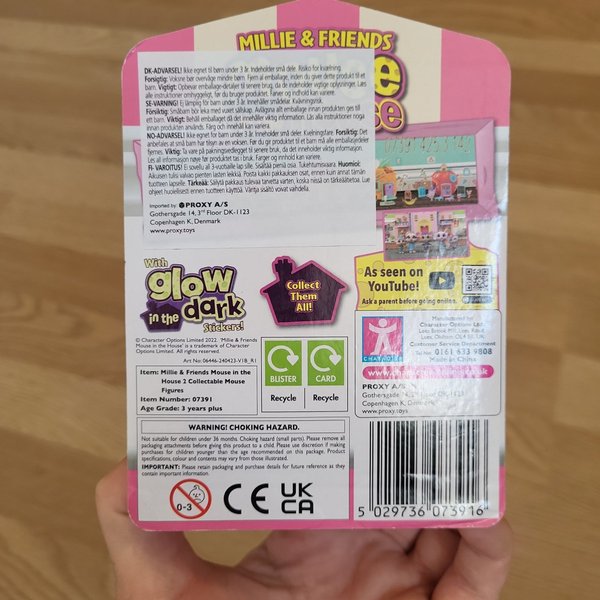 MILLIE & FRIENDS
DK-ADVARSEL! Ikke egnet til børn under 3 år. Indeholder små dele. Risiko for kvælning.
Forsigtig: Voksne bør overvåge mindre børn. Fjern al emballage, inden du giver dette produkt til et
barn. Vigtigt: Opbevar emballage-detaljer til senere brug, da de indeholder vigtige oplysninger. Læs
alle instruktioner omhyggeligt, før du bruger produktet. Farver og indhold kan variere.
SE-VARNING! Ej lämplig för barn under 3 år. Innehåller smådelar. Kvävningsrisk.
Försiktig: Småbarn bör leka med vuxet sällskap. Avlägsna allt emballage innan produkten ges till
ett barn. Viktigt: Behåll emballaget då det innehåller viktig information. Läs alla instruktioner noga
innan produkten används. Färg och innehåll kan variera.
NO-ADVARSEL! Ikke egnet for barn under 3 år. Inneholder små deler. Kvelningsfare. Forsiktig: Det
anbefales at små barn har tilsyn av en voksen. Før du gir produktet til et barn må alle emballasjedeler
fjernes. Viktig: Ta vare på pakningsvedlegget til senere bruk, da det inneholder viktig informasjon.
Les all informasjon nøye før produktet tas i bruk. Farger og innhold kan variere.
FI- VAROITUS! Ei sovellu alle 3-vuotiaille lapsille. Sisältää pieniä osia. Tukehtumisvaara. Huomioi:
Aikuisen tulisi valvoa pienten lasten leikkiä. Poista kaikki pakkauksen osat, ennen kuin annat tämän
tuotteen lapselle. Tärkeää: Säilytä pakkaus tulevaa tarvetta varten, koska niissä on tärkeää tietoa. Lue
ohjeet huolellisesti ennen tuotteen käyttöä. Väritja sisältö voivat vaihdella.
Imported by PROXY A/S
Gothersgade 14, 3rd Floor DK-1123
Copenhagen K, Denmark
www.proxy.toys
With
glow
in the dark
Stickers!
Collect
Them
All!
As seen on
YouTube!
Ask a parent before going online.
© Character Options Limited 2022. 'Millie & Friends
Mouse in the House' is a trademark of Character
Options Limited. All rights reserved.
Art No: 06446-240423-V1B_R1
Item: Millie & Friends Mouse in the
House 2 Collectable Mouse
Figures
Item Number: 07391
Age Grade: 3 years plus
BLISTER
Recycle
CARD
Recycle
Manufactured by
Character Options Ltd,
Customer Service Department
Tel No: 0161 633 9808
Made in China
PROXY A/S
Gothersgade 14, 3rd Floor DK-1123
Copenhagen K, Denmark
www.proxy.toys
WARNING! CHOKING HAZARD.
Not suitable for children under 36 months. Choking hazard (small parts). Please remove all
packaging attachments before giving this product to a child. Please use discretion if making
purchases for children younger than the age recommended on this package. Product
specifications, colour and contents may vary from those illustrated.
IMPORTANT: Please retain packaging and purchase details for future reference as they
contain important information.
0-3
CE
UK
CA
5 029736 073916